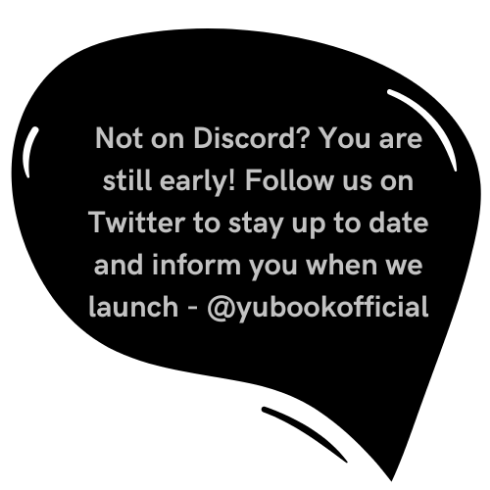 Not on Discord? You are
still early! Follow us on
Twitter to stay up to date
and inform you when we
launch - @yubookofficial